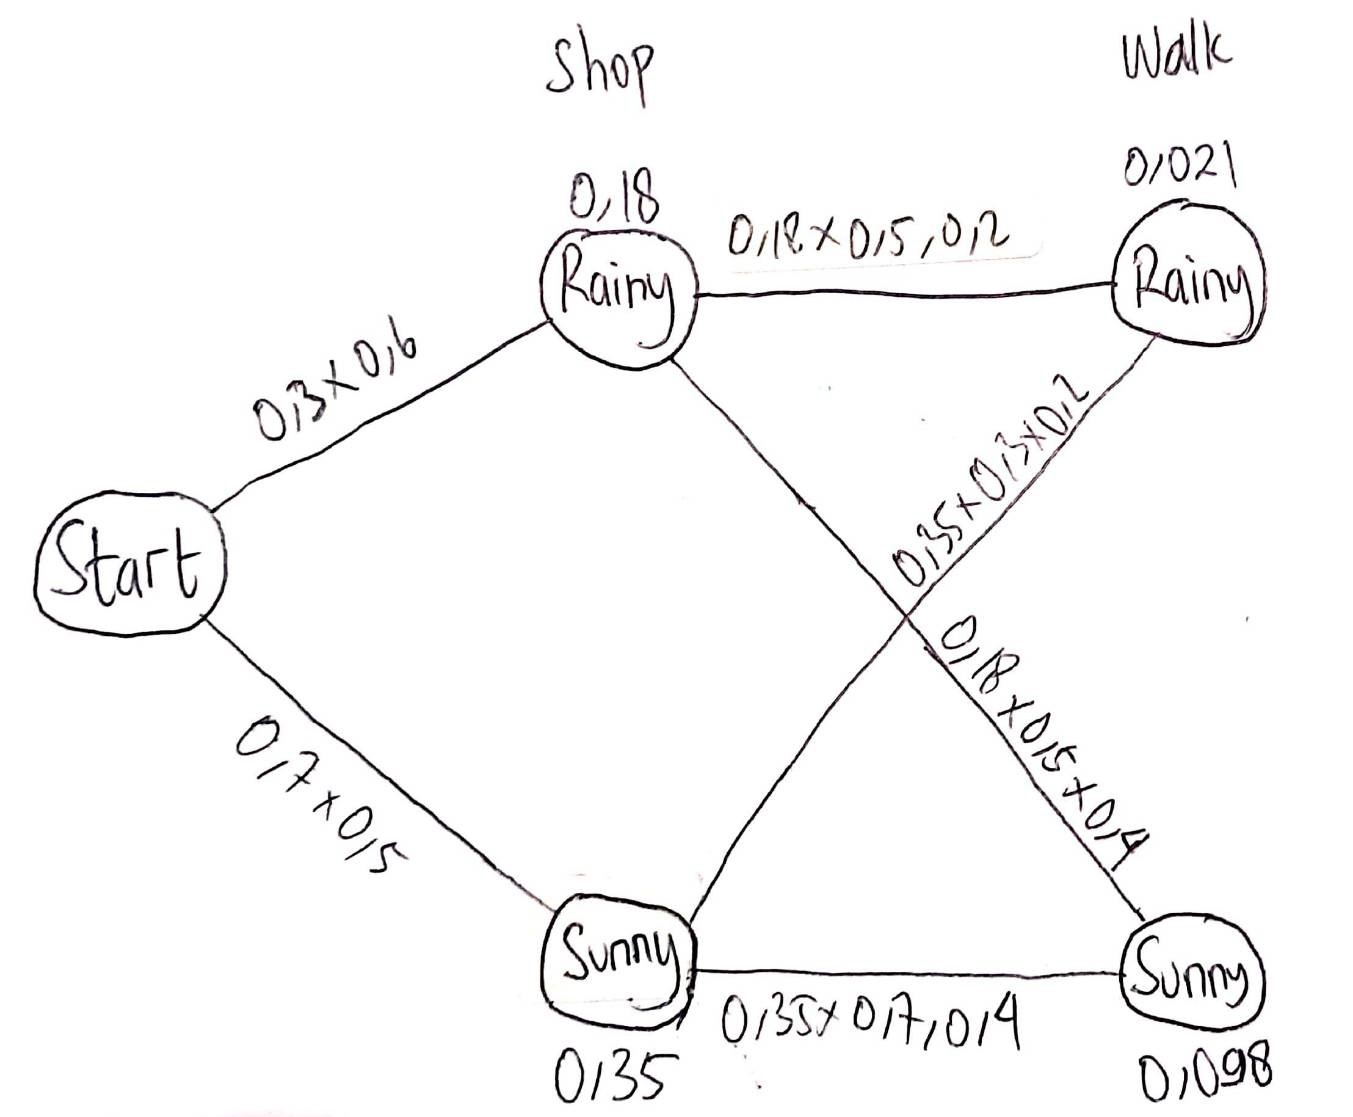 Shop
Walk
0,18
0,021
Rainy
0,18×0,5,0,2
Rainy
0,3×0,6
0,35×0,3×0,2
Start
0,18×0,5×0,4
0,7×0,5
Sunny
0,35×0,7,0,4
Sunny
0,35
0,098